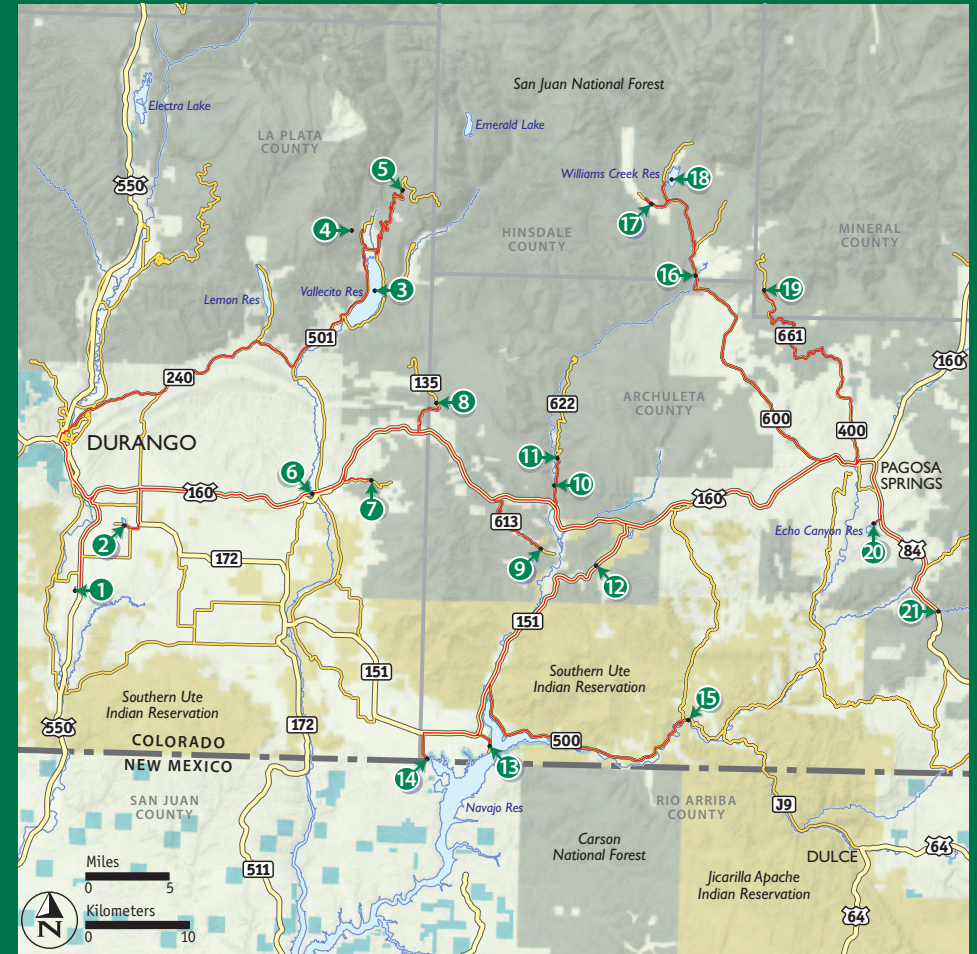 San Juan National Forest
Electra Lake
Emerald Lake
LA PLATA
COUNTY
5
550
Williams Creek Res
18
17
4
HINSDALE
COUNTY
MINERAL
COUNTY
16
Lemon Res
Vallecito Res
3
19
501
661
160
240
135
8
622
ARCHULETA
COUNTY
600
400
DURANGO
11
PAGOSA
SPRINGS
6
10
160
7
160
613
Echo Canyon Res
20
2
172
9
84
1
12
21
151
151
Southern Ute
Indian Reservation
Southern Ute
Indian Reservation
15
550
172
COLORADO
500
NEW MEXICO
14
13
SAN JUAN
COUNTY
Navajo Res
RIO ARRIBA
COUNTY
J9
Carson
National Forest
64
DULCE
Miles
0 5
511
Jicarilla Apache
Indian Reservation
Kilometers
0 10
N
64